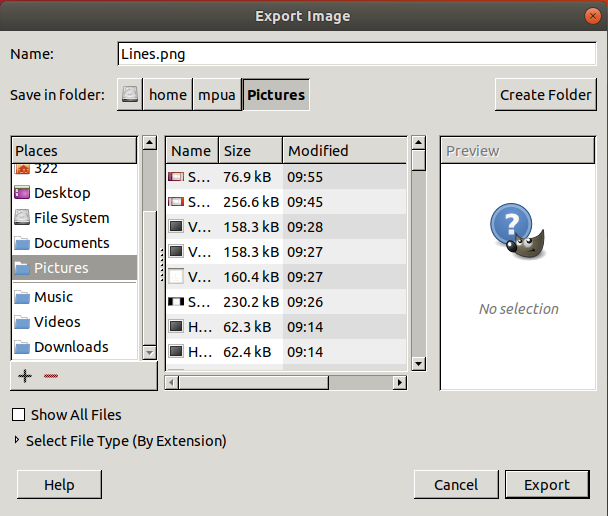 Export Image
Name: Lines.png
Save in folder: home mpua Pictures Create Folder
Places Name Size Modified Preview
322
Desktop
File System
Documents
Pictures
Music
Videos
Downloads
S... 76.9 kB 09:55
S... 256.6 kB 09:45
V... 158.3 kB 09:28
V... 158.3 kB 09:27
V... 160.4 kB 09:27
S... 230.2 kB 09:26
H... 62.3 kB 09:14
H... 62.4 kB 09:14
?
No selection
Show All Files
Select File Type (By Extension)
Help Cancel Export